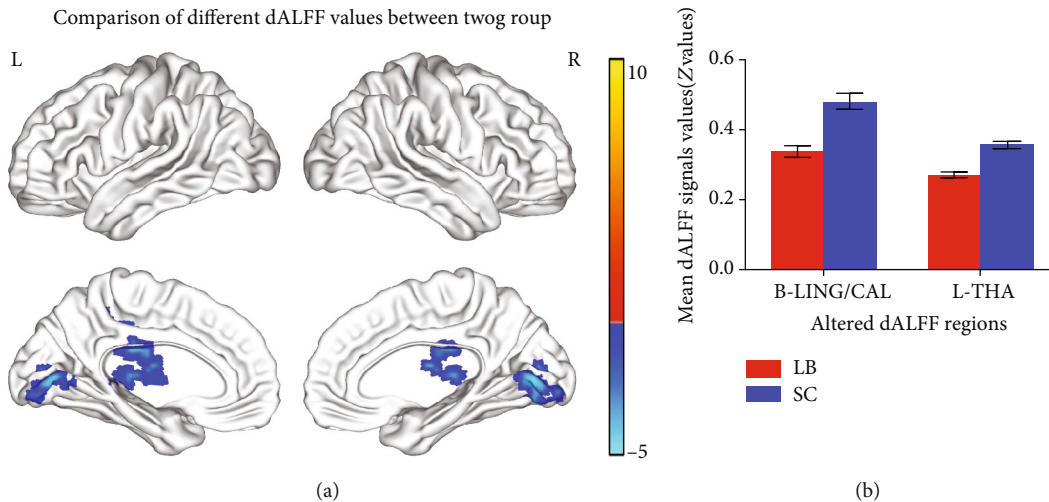 Comparison of different dALFF values between twog roup
L
R
10
−5
(a)
Mean dALFF signals values(Z values)
0.6
0.4
0.2
0.0
B-LING/CAL L-THA
Altered dALFF regions
LB
SC
(b)